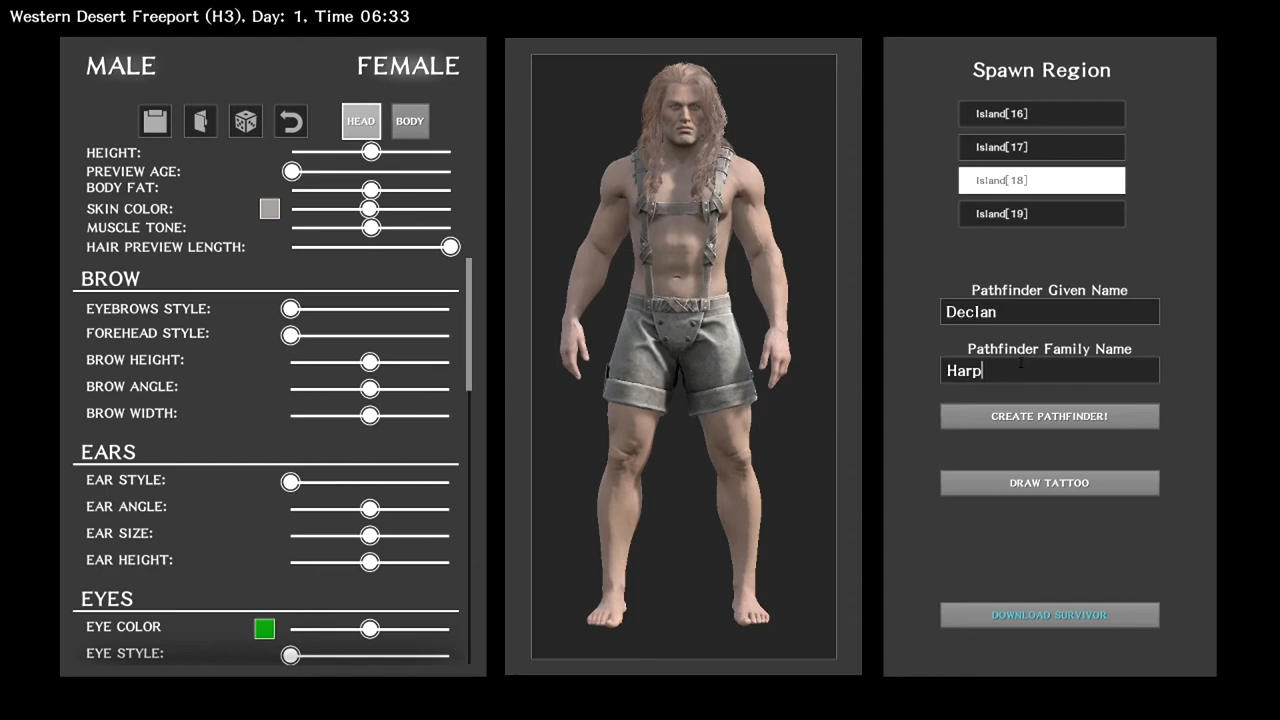 Western Desert Freeport (H3), Day: 1, Time 06:33
MALE
FEMALE
HEAD
BODY
HEIGHT:
PREVIEW AGE:
BODY FAT:
SKIN COLOR:
MUSCLE TONE:
HAIR PREVIEW LENGTH:
BROW
EYEBROWS STYLE:
FOREHEAD STYLE:
BROW HEIGHT:
BROW ANGLE:
BROW WIDTH:
EARS
EAR STYLE:
EAR ANGLE:
EAR SIZE:
EAR HEIGHT:
EYES
EYE COLOR
EYE STYLE:
Spawn Region
Island[16]
Island[17]
Island[18]
Island[19]
Pathfinder Given Name
Declan
Pathfinder Family Name
Harp
CREATE PATHFINDER!
DRAW TATTOO
DOWNLOAD SURVIVOR